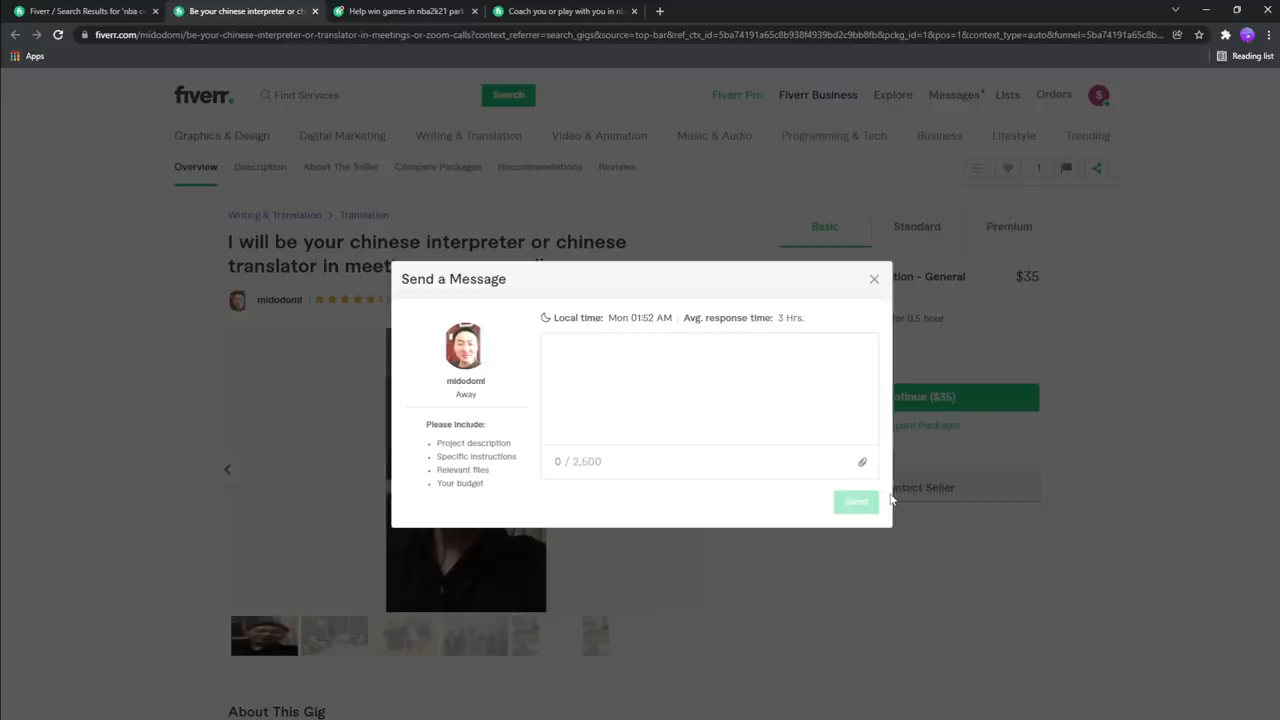 Fiverr / Search Results for 'nba c
Be your chinese interpreter or ch
Help win games in nba2k21 park
Coach you or play with you in nb
fiverr.com/midodomi/be-your-chinese-interpreter-or-translator-in-meetings-or-zoom-calls?context_referrer=search_gigs&source=top-bar&ref_ctx_id=5ba74191a65c8b938f4939bd2c9bb8fb&pckg_id=1&pos=1&context_type=auto&funnel=5ba74191a65c8b...
Apps
Reading list
fiverr.
Find Services
Search
Fiverr Pro
Fiverr Business
Explore
Messages
Lists
Orders
S
Graphics & Design
Digital Marketing
Writing & Translation
Video & Animation
Music & Audio
Programming & Tech
Business
Lifestyle
Trending
Overview
Description
About The Seller
Compare Packages
Recommendations
Reviews
1
Writing & Translation > Translation
I will be your chinese interpreter or chinese
translator in meet
midodomi
5
Basic
Standard
Premium
tion - General
$35
for 0.5 hour
ntinue ($35)
pare Packages
ntact Seller
Send a Message
Local time: Mon 01:52 AM | Avg. response time: 3 Hrs.
midodomi
Away
Please include:
• Project description
• Specific instructions
• Relevant files
• Your budget
0 / 2,500
Send
About This Gig